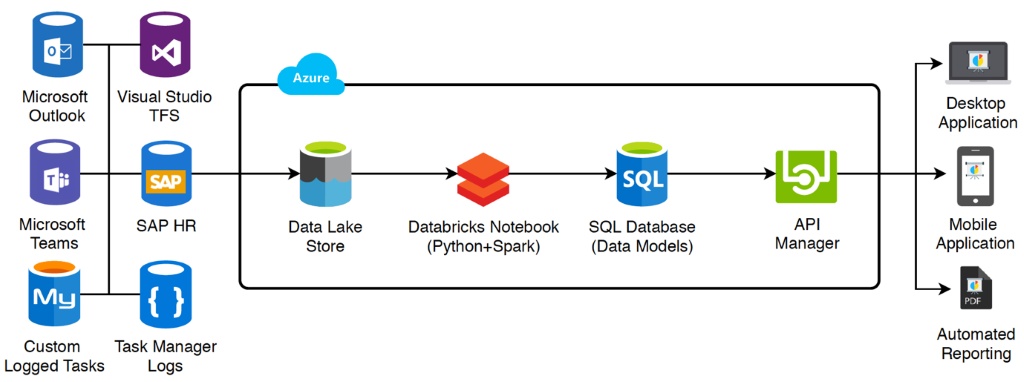 Azure
Microsoft
Outlook
Visual Studio
TFS
Microsoft
Teams
SAP
SAP HR
My
Custom
Logged Tasks
{ }
Task Manager
Logs
Data Lake
Store
Databricks Notebook
(Python+Spark)
SQL
SQL Database
(Data Models)
API
Manager
Desktop
Application
Mobile
Application
PDF
Automated
Reporting